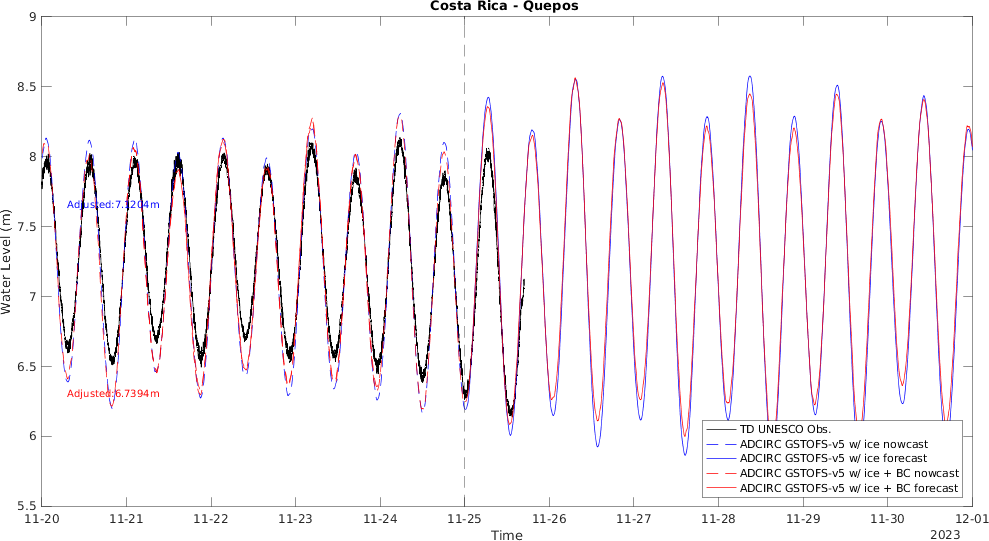 Costa Rica - Quepos
Water Level (m)
9
8.5
8
7.5
7
6.5
6
5.5
Adjusted:7.1204m
Adjusted:6.7394m
TD UNESCO Obs.
ADCIRC GSTOFS-v5 w/ ice nowcast
ADCIRC GSTOFS-v5 w/ ice forecast
ADCIRC GSTOFS-v5 w/ ice + BC nowcast
ADCIRC GSTOFS-v5 w/ ice + BC forecast
11-20 11-21 11-22 11-23 11-24 11-25 11-26 11-27 11-28 11-29 11-30 12-01
Time
2023